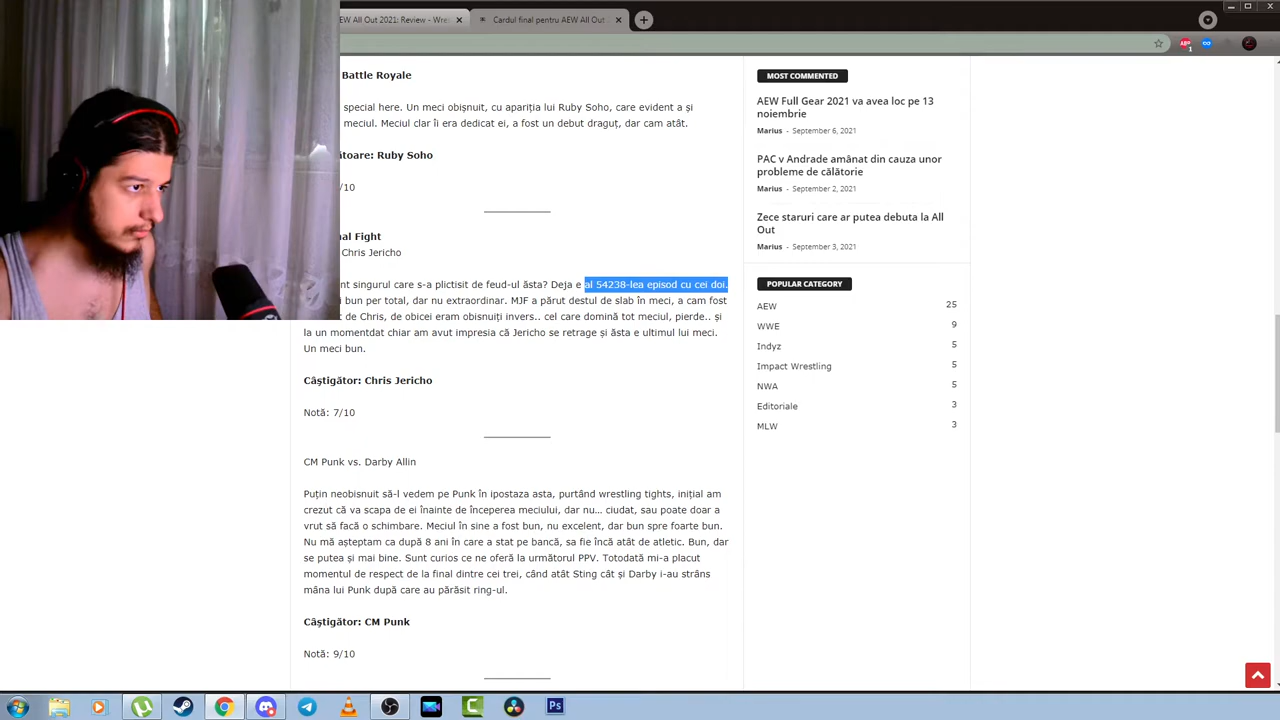 AEW All Out 2021: Review - Wre
Cardul final pentru AEW All Out
ABP
1
Battle Royale
special here. Un meci obișnuit, cu apariția lui Ruby Soho, care evident a și
meciul. Meciul clar îi era dedicat ei, a fost un debut draguț, dar cam atât.
toare: Ruby Soho
/10
al Fight
Chris Jericho
nt singurul care s-a plictisit de feud-ul ăsta? Deja e al 54238-lea episod cu cei doi.
i bun per total, dar nu extraordinar. MJF a părut destul de slab în meci, a cam fost
t de Chris, de obicei eram obisnuiți invers.. cel care domină tot meciul, pierde.. și
la un momentdat chiar am avut impresia că Jericho se retrage și ăsta e ultimul lui meci.
Un meci bun.
Câștigător: Chris Jericho
Notă: 7/10
CM Punk vs. Darby Allin
Puțin neobisnuit să-l vedem pe Punk în ipostaza asta, purtând wrestling tights, inițial am
crezut că va scapa de ei înainte de începerea meciului, dar nu… ciudat, sau poate doar a
vrut să facă o schimbare. Meciul în sine a fost bun, nu excelent, dar bun spre foarte bun.
Nu mă așteptam ca după 8 ani în care a stat pe bancă, sa fie încă atât de atletic. Bun, dar
se putea și mai bine. Sunt curios ce ne oferă la următorul PPV. Totodată mi-a placut
momentul de respect de la final dintre cei trei, când atât Sting cât și Darby i-au strâns
mâna lui Punk după care au părăsit ring-ul.
Câștigător: CM Punk
Notă: 9/10
MOST COMMENTED
AEW Full Gear 2021 va avea loc pe 13
noiembrie
Marius - September 6, 2021
PAC v Andrade amânat din cauza unor
probleme de călătorie
Marius - September 2, 2021
Zece staruri care ar putea debuta la All
Out
Marius - September 3, 2021
POPULAR CATEGORY
AEW 25
WWE 9
Indyz 5
Impact Wrestling 5
NWA 5
Editoriale 3
MLW 3
Ps